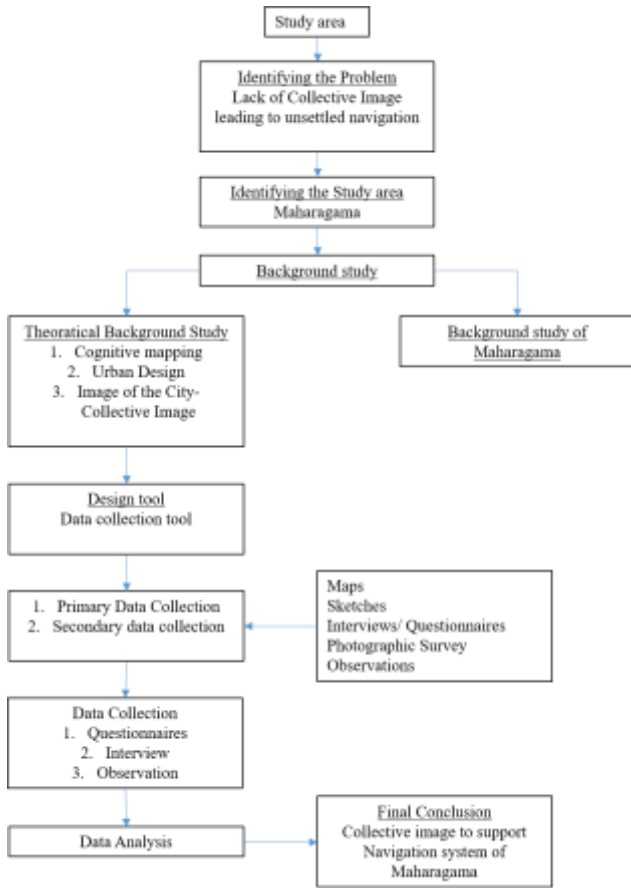 Study area
Identifying the Problem
Lack of Collective Image
leading to unsettled navigation
Identifying the Study area
Maharagama
Background study
Theoratical Background Study
1. Cognitive mapping
2. Urban Design
3. Image of the City-
Collective Image
Background study of
Maharagama
Design tool
Data collection tool
1. Primary Data Collection
2. Secondary data collection
Maps
Sketches
Interviews/ Questionnaires
Photographic Survey
Observations
Data Collection
1. Questionnaires
2. Interview
3. Observation
Data Analysis
Final Conclusion
Collective image to support
Navigation system of
Maharagama